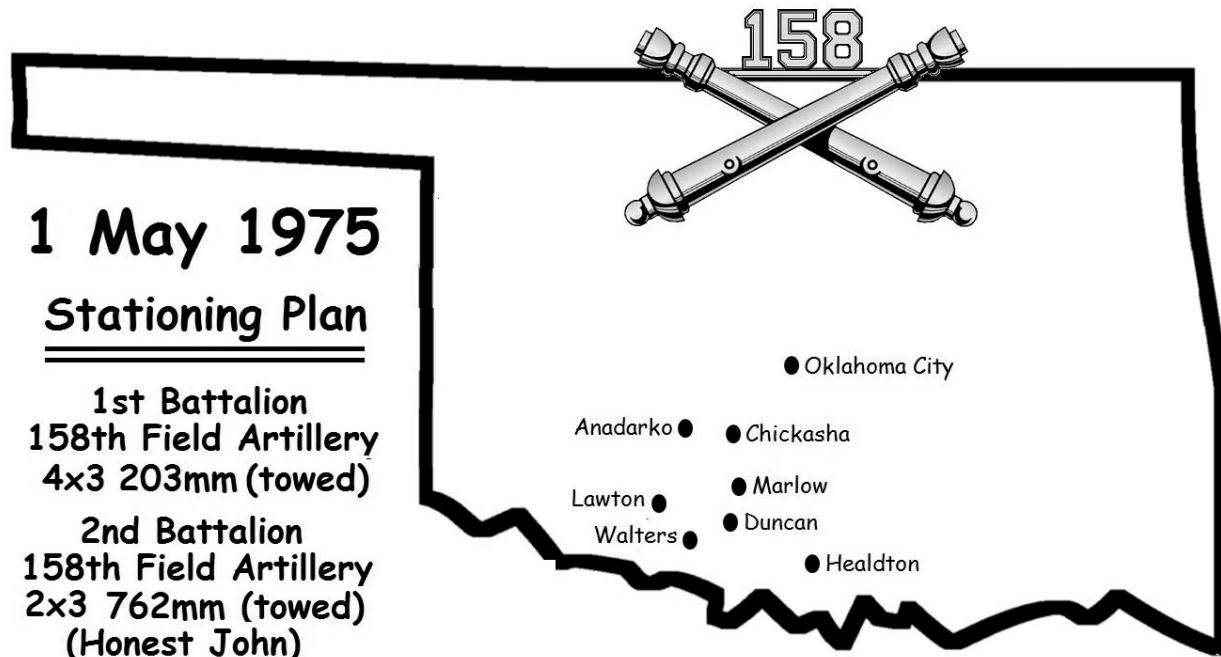 158
1 May 1975
Stationing Plan
1st Battalion
158th Field Artillery
4x3 203mm (towed)
2nd Battalion
158th Field Artillery
2x3 762mm (towed)
(Honest John)
Oklahoma City
Anadarko
Chickasha
Marlow
Lawton
Duncan
Walters
Healdton